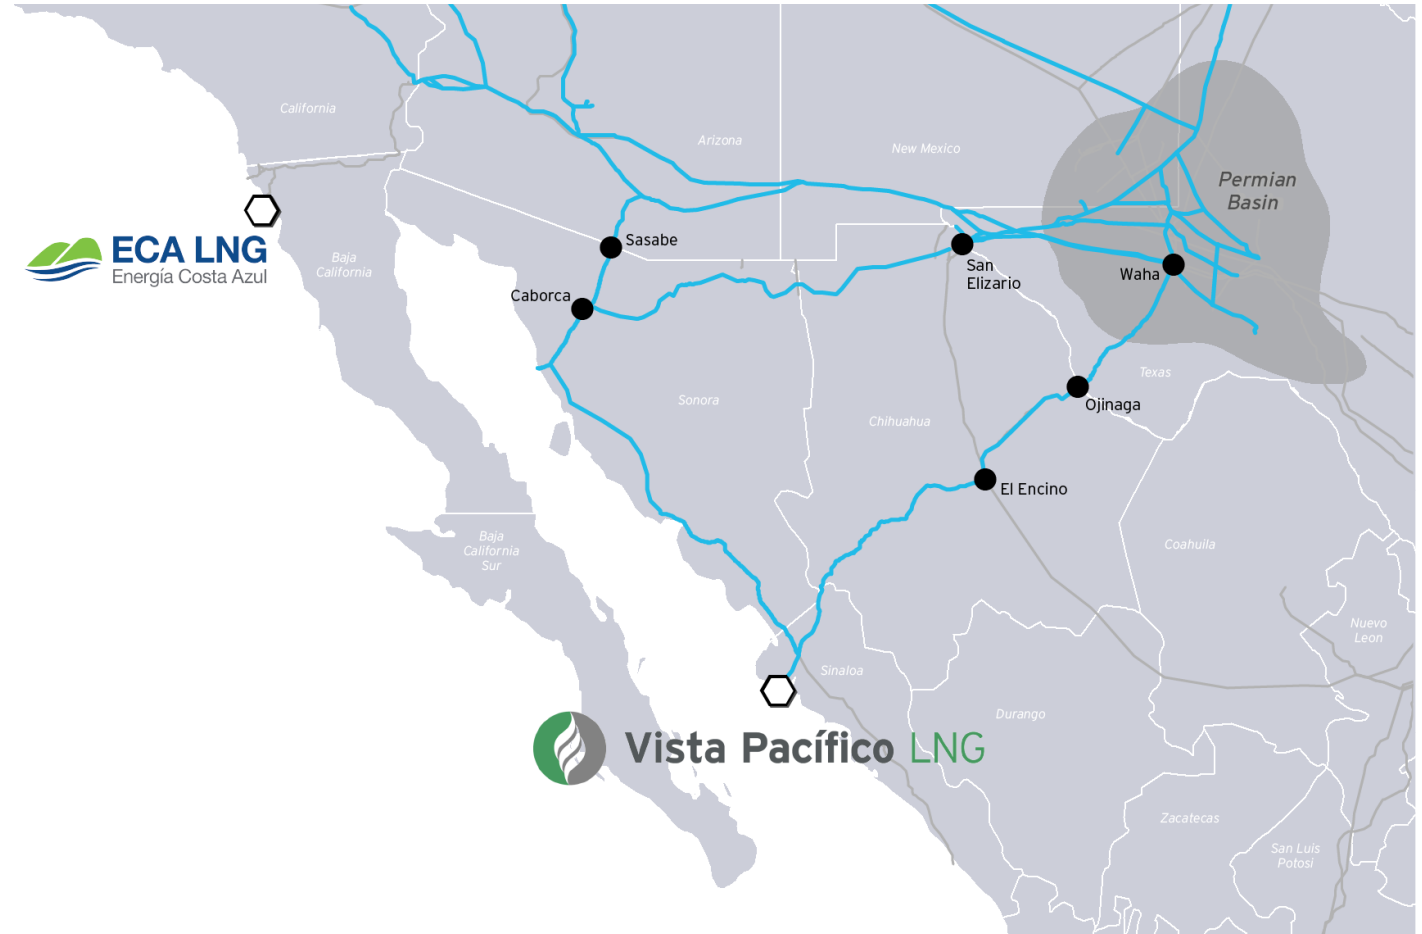 California
Arizona
New Mexico
Permian
Basin
ECA LNG
Energía Costa Azul
Baja
California
Sasabe
San
Elizario
Waha
Caborca
Texas
Sonora
Ojinaga
Chihuahua
El Encino
Baja
California
Sur
Coahuila
Nuevo
Leon
Sinaloa
Durango
Vista Pacífico LNG
Zacatecas
San Luis
Potosi